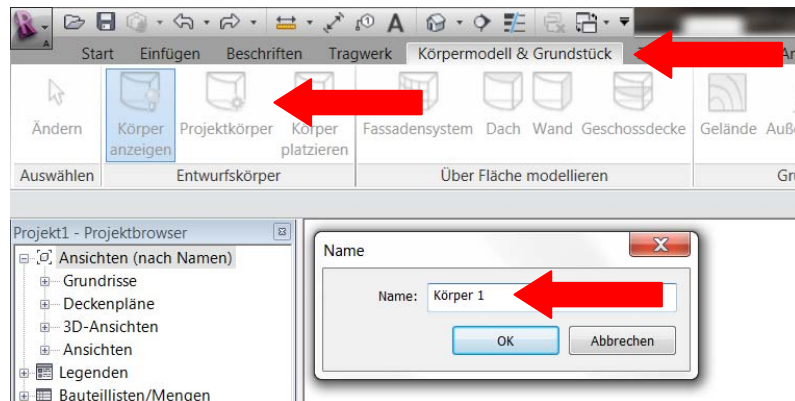 A
Start Einfügen Beschriften Tragwerk Körpermodell & Grundstück
Ändern Körper anzeigen Projektkörper Körper platzieren Fassadensystem Dach Wand Geschossdecke Gelände
Auswählen Entwurfskörper Über Fläche modellieren
Projekt1 - Projektbrowser
Ansichten (nach Namen)
Grundrisse
Deckenpläne
3D-Ansichten
Ansichten
Legenden
Bauteillisten/Mengen
Name
Name: Körper 1
OK Abbrechen